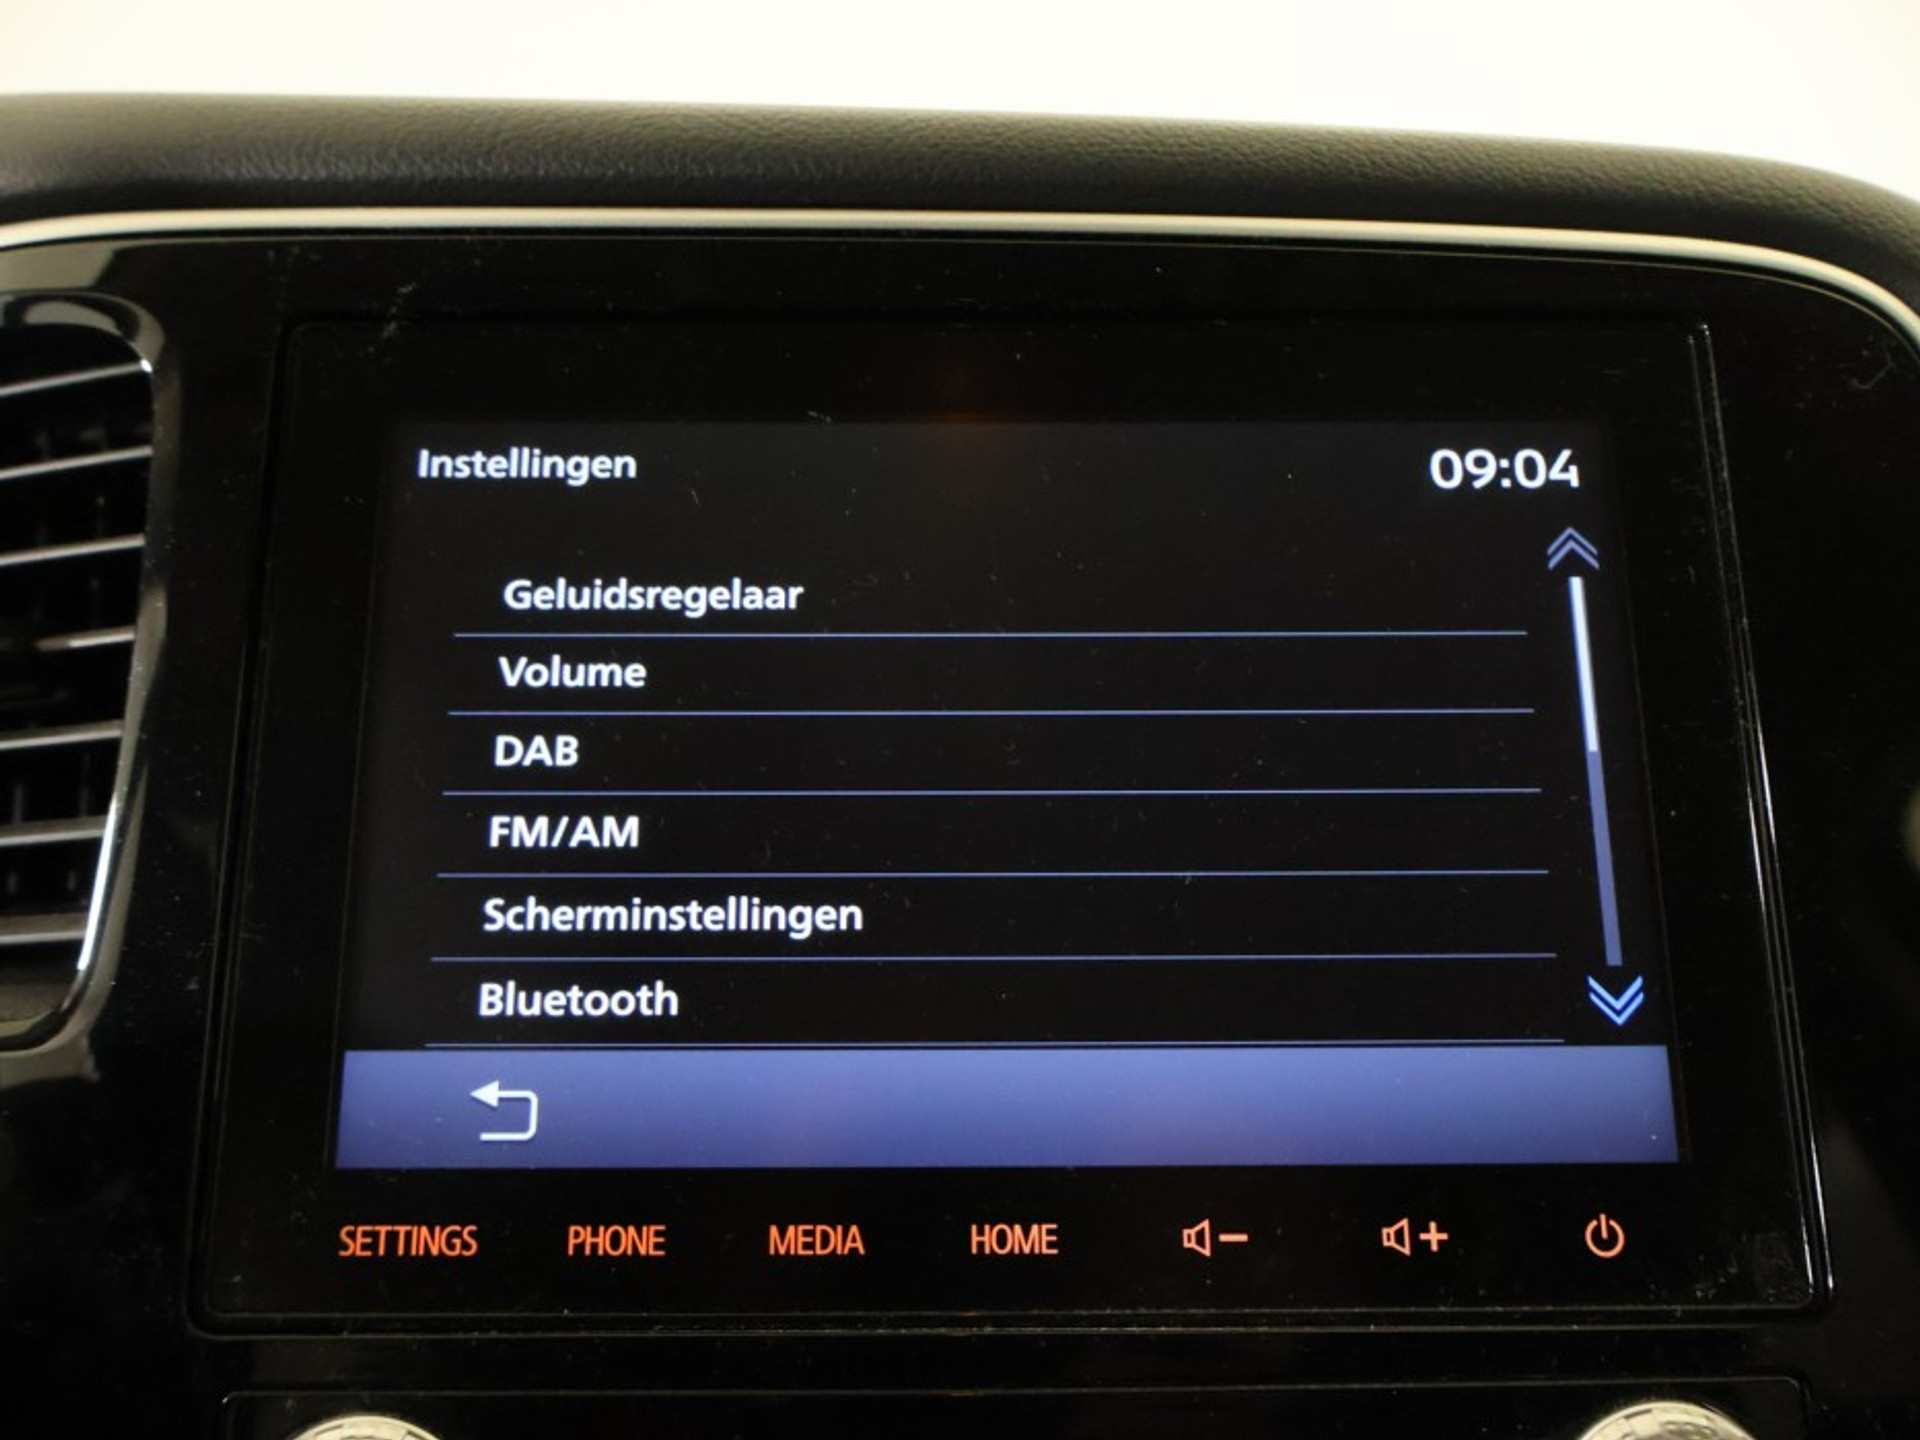 Instellingen
09:04
Geluidsregelaar
Volume
DAB
FM/AM
Scherminstellingen
Bluetooth
SETTINGS PHONE MEDIA HOME